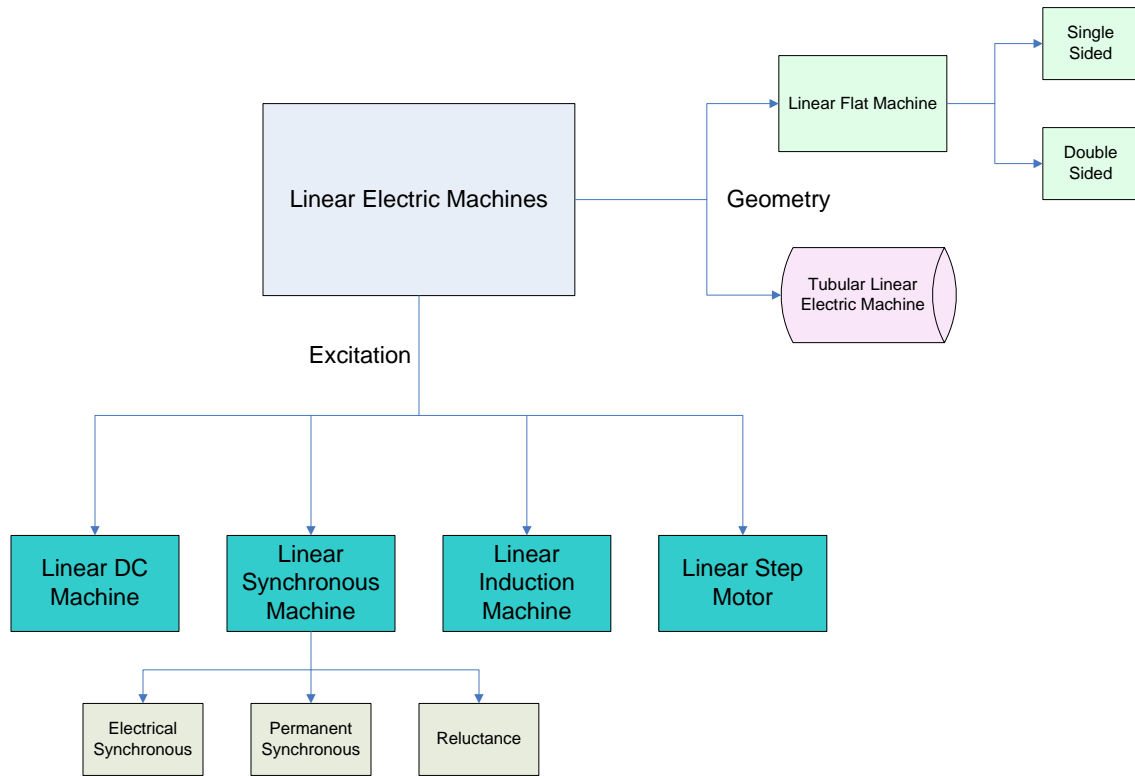 Single
Sided
Linear Flat Machine
Double
Sided
Linear Electric Machines
Geometry
Tubular Linear
Electric Machine
Excitation
Linear DC
Machine
Linear
Synchronous
Machine
Linear
Induction
Machine
Linear Step
Motor
Electrical
Synchronous
Permanent
Synchronous
Reluctance